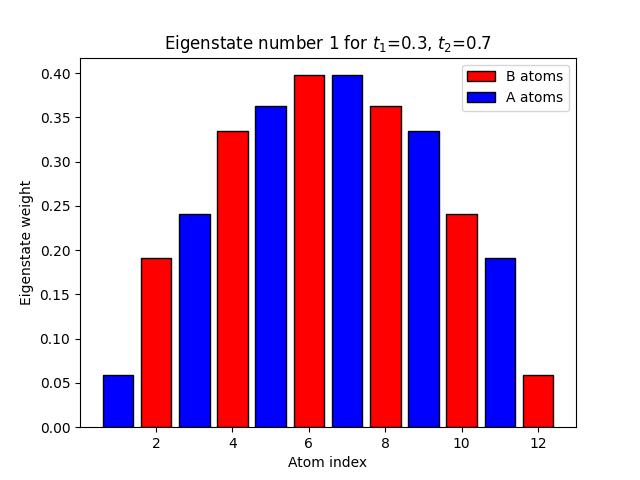 Eigenstate number 1 for t₁=0.3, t₂=0.7
B atoms
A atoms
0.40
0.35
0.30
0.25
0.20
0.15
0.10
0.05
0.00
Eigenstate weight
2 4 6 8 10 12
Atom index